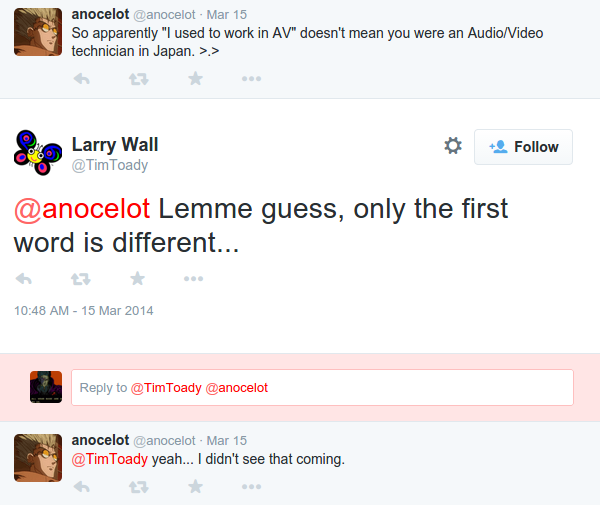 anocelot @anocelot · Mar 15
So apparently "I used to work in AV" doesn't mean you were an Audio/Video
technician in Japan. >.>
Larry Wall
@TimToady
Follow
@anocelot Lemme guess, only the first
word is different...
10:48 AM - 15 Mar 2014
Reply to @TimToady @anocelot
anocelot @anocelot · Mar 15
@TimToady yeah... I didn't see that coming.